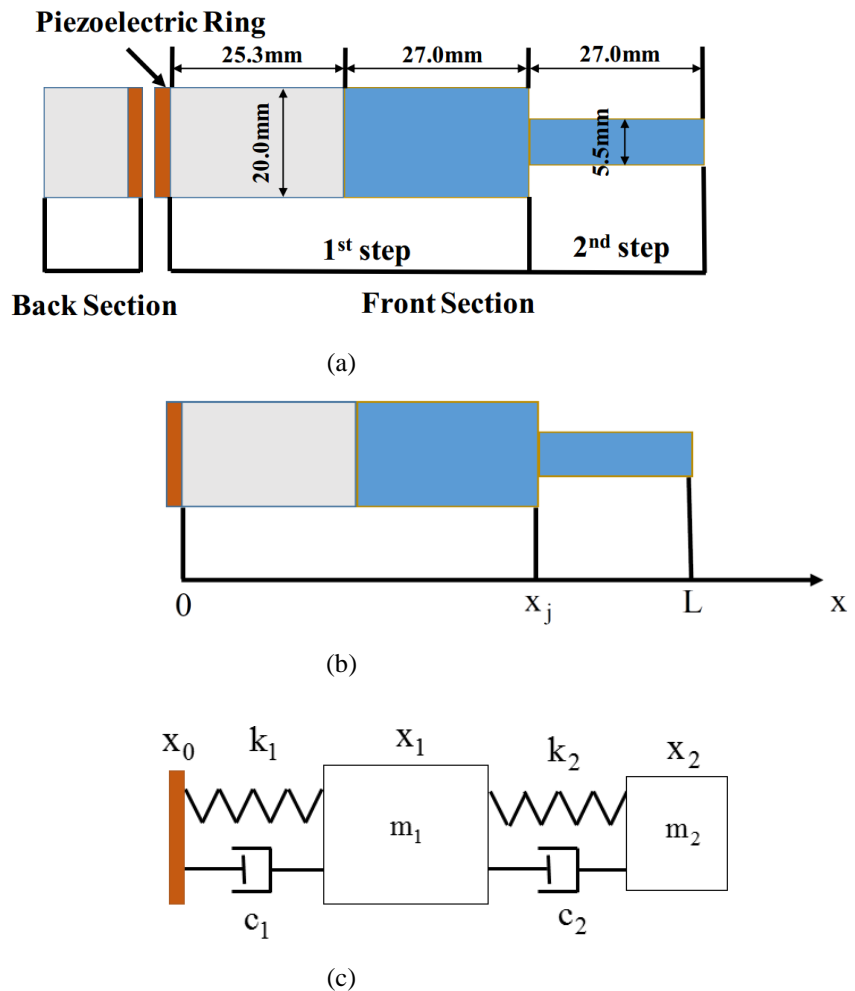 Piezoelectric Ring
25.3mm
27.0mm
27.0mm
20.0mm
5.5mm
1st step
2nd step
Back Section
Front Section
(a)
0
xj
L
x
(b)
x0
k1
x1
k2
x2
m1
m2
c1
c2
(c)